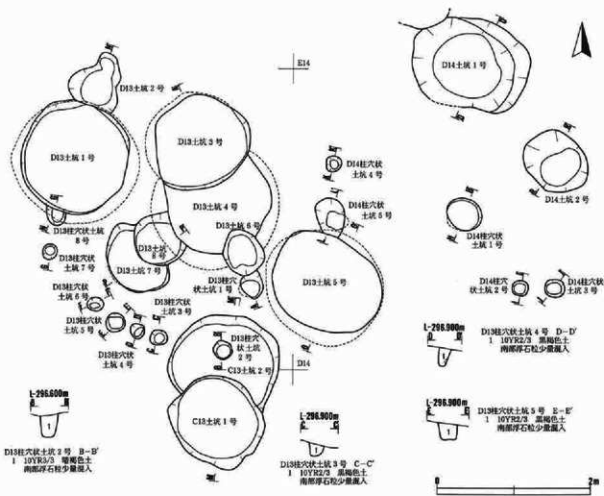 E14
D14土坑1号
D13土坑2号
D13土坑3号
D13土坑1号
D14柱穴状
土坑4号
D14土坑2号
D13土坑4号
D14柱穴状
土坑5号
D14柱穴状
土坑1号
D13土坑6号
D13柱穴状土坑
8号
D13土坑
8号
D13柱穴状
土坑7号
D13土坑7号
D13柱穴
状土坑
1号
D13土坑5号
D14柱穴
状土坑2号
D14柱穴状
土坑3号
D13柱穴状
土坑6号
D13柱穴状
土坑5号
D13柱穴状
土坑3号
D13柱穴状
土坑4号
D13柱穴
状土坑
2号
D14
C13土坑2号
C13土坑1号
L-296.900m
D13柱穴状土坑4号 D-D'
1 10YR2/3 黒褐色土
南部浮石粒少量混入
1
L-296.600m
1
D13柱穴状土坑2号 B-B'
1 10YR3/3 暗褐色土
南部浮石粒少量混入
L-296.900m
C C'
1
D13柱穴状土坑3号 C-C'
1 10YR2/3 黒褐色土
南部浮石粒少量混入
L-296.900m
D13柱穴状土坑5号 E-E'
1 10YR2/3 黒褐色土
南部浮石粒少量混入
1
0 2m